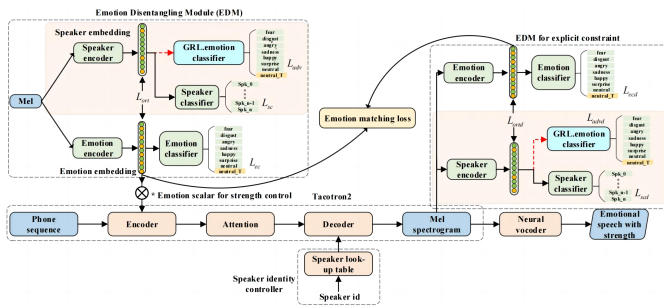 Emotion Disentangling Module (EDM)
Speaker embedding
Speaker
encoder
GRL.emotion
classifier
fear
disgust
angry
sadness
happy
surprise
neutral
neutral_T
L_adv
Mel
L_ort
Speaker
classifier
Spk_0
Spk_n-1
Spk_n
L_sc
Emotion
encoder
Emotion
classifier
fear
disgust
angry
sadness
happy
surprise
neutral
neutral_T
L_ec
Emotion embedding
Emotion matching loss
EDM for explicit constraint
Emotion
encoder
Emotion
classifier
fear
disgust
angry
sadness
happy
surprise
neutral
neutral_T
L_ecd
L_ortd
L_advd
GRL.emotion
classifier
fear
disgust
angry
sadness
happy
surprise
neutral
neutral_T
Speaker
encoder
Speaker
classifier
Spk_0
Spk_n-1
Spk_n
L_scd
* Emotion scalar for strength control
Tacotron2
Phone
sequence
Encoder
Attention
Decoder
Mel
spectrogram
Neural
vocoder
Emotional
speech with
strength
Speaker identity
controller
Speaker look-
up table
Speaker id